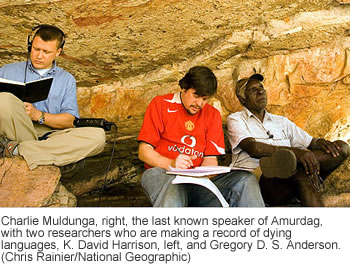 vodafone
Charlie Muldunga, right, the last known speaker of Amurdag,
with two researchers who are making a record of dying
languages, K. David Harrison, left, and Gregory D. S. Anderson.
(Chris Rainier/National Geographic)